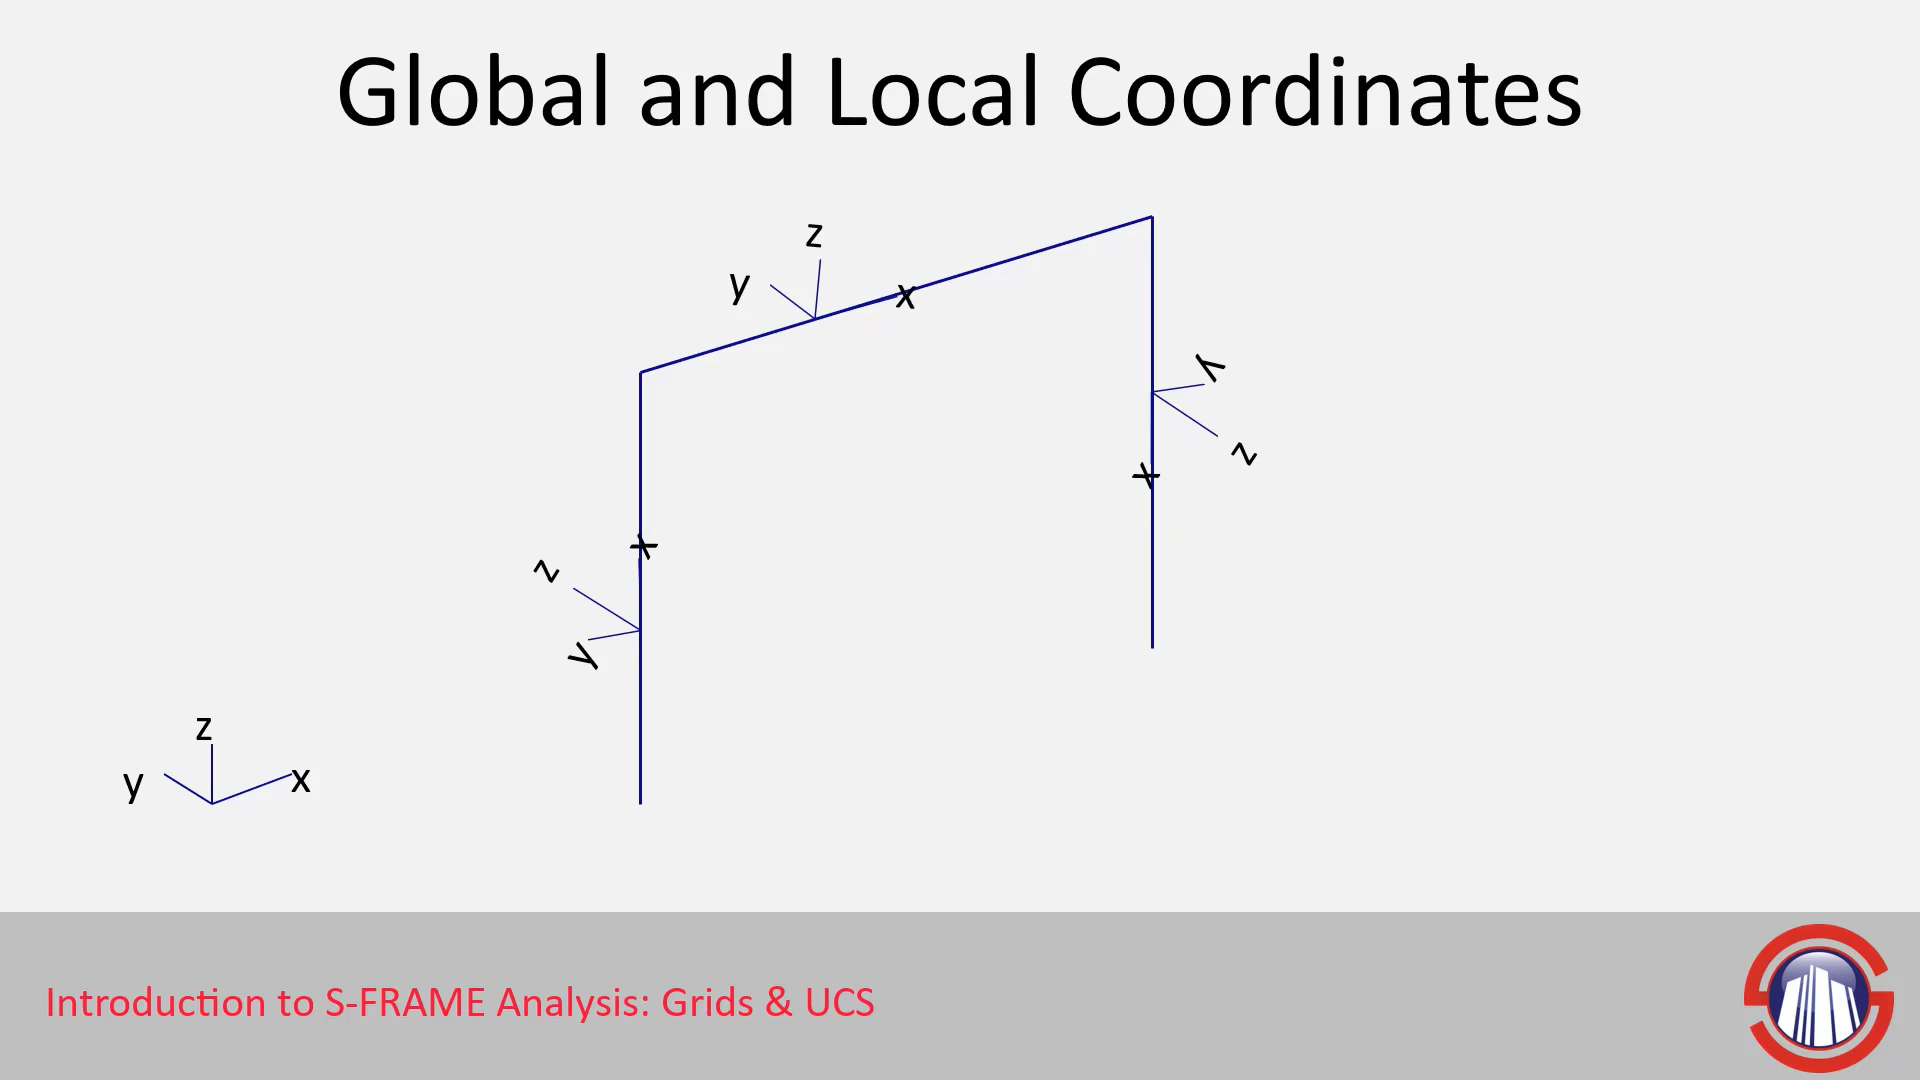 Global and Local Coordinates
z
y
x
y
z
x
x
z
y
z
y
x
Introduction to S-FRAME Analysis: Grids & UCS